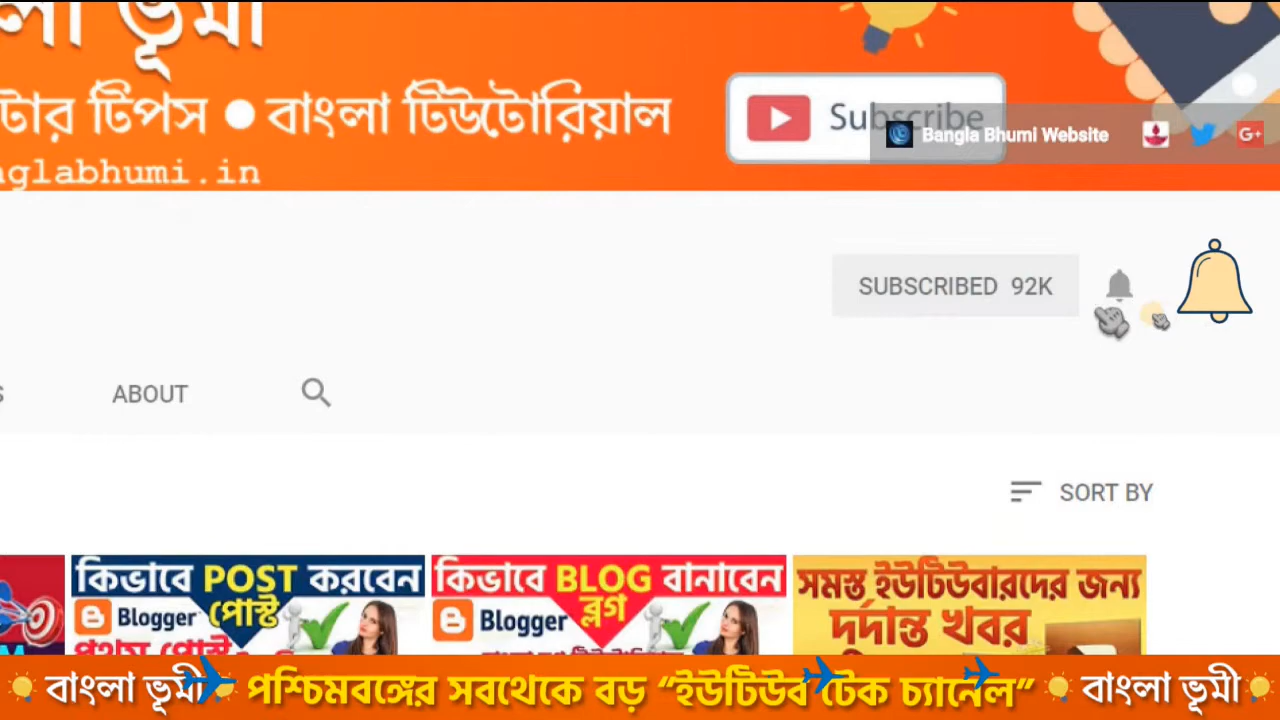 ভূমী
টিপস ● বাংলা টিউটোরিয়াল
Subscribe
Bangla Bhumi Website
nglabhumi.in
SUBSCRIBED 92K
ABOUT
SORT BY
কিভাবে POST করবেন
Blogger পোস্ট
কিভাবে BLOG বানাবেন
Blogger ব্লগ
সমস্ত ইউটিউবারদের জন্য
দুর্দান্ত খবর
বাংলা ভূমী পশ্চিমবঙ্গের সবথেকে বড় “ইউটিউব টেক চ্যানেল” বাংলা ভূমী